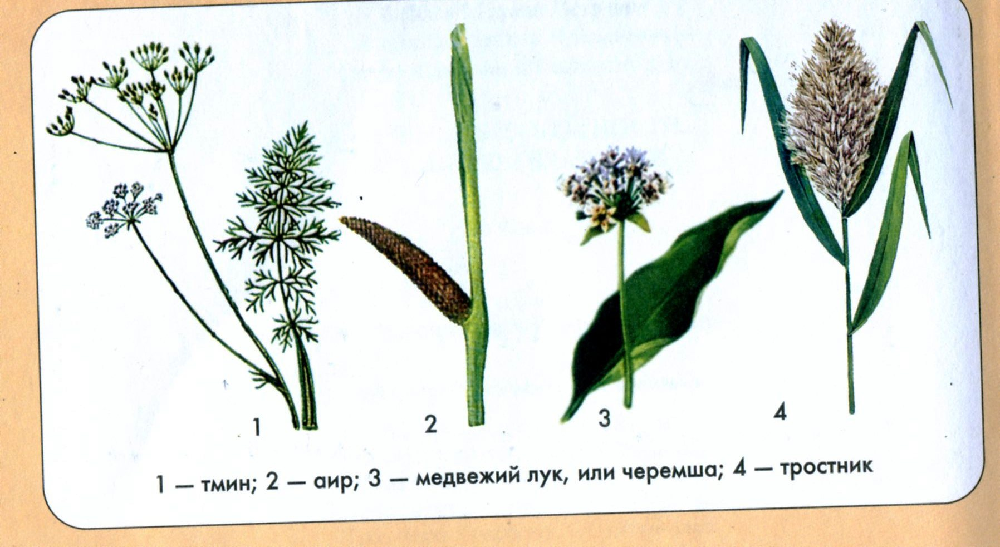 1
2
3
4
1 — тмин; 2 — аир; 3 — медвежий лук, или черемша; 4 — тростник